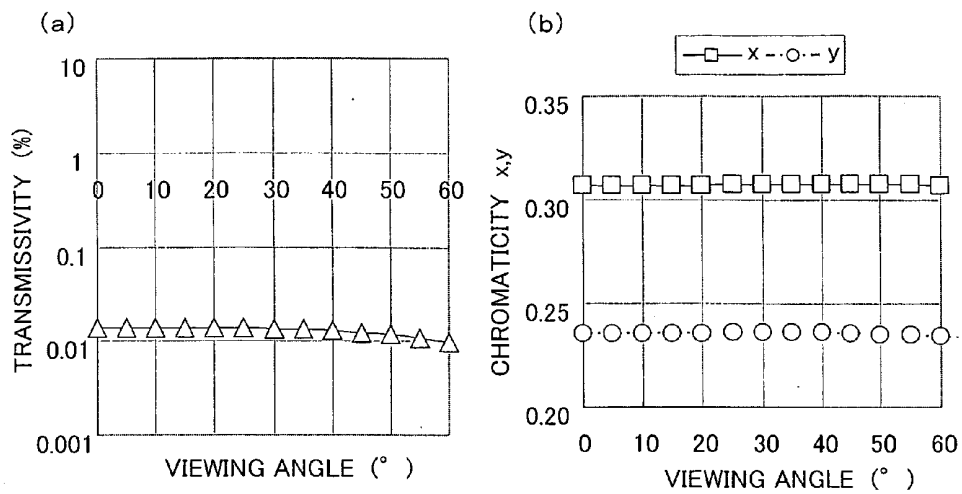 (a)
10
1
0.1
0.01
0.001
0 10 20 30 40 50 60
TRANSMISSIVITY (%)
VIEWING ANGLE (° )
(b)
x y
0.35
0.30
0.25
0.20
0 10 20 30 40 50 60
CHROMATICITY x,y
VIEWING ANGLE (° )